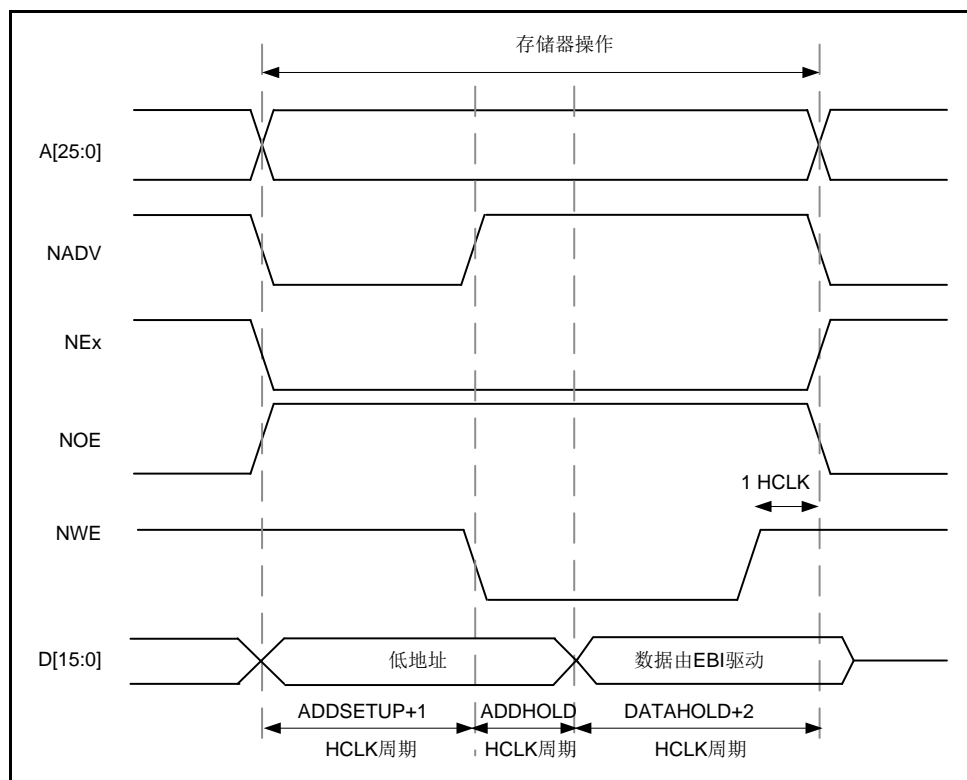 存储器操作
A[25:0]
NADV
NEx
NOE
1 HCLK
NWE
D[15:0]
低地址
数据由EBI驱动
ADDSETUP+1
ADDHOLD
DATAHOLD+2
HCLK周期
HCLK周期
HCLK周期